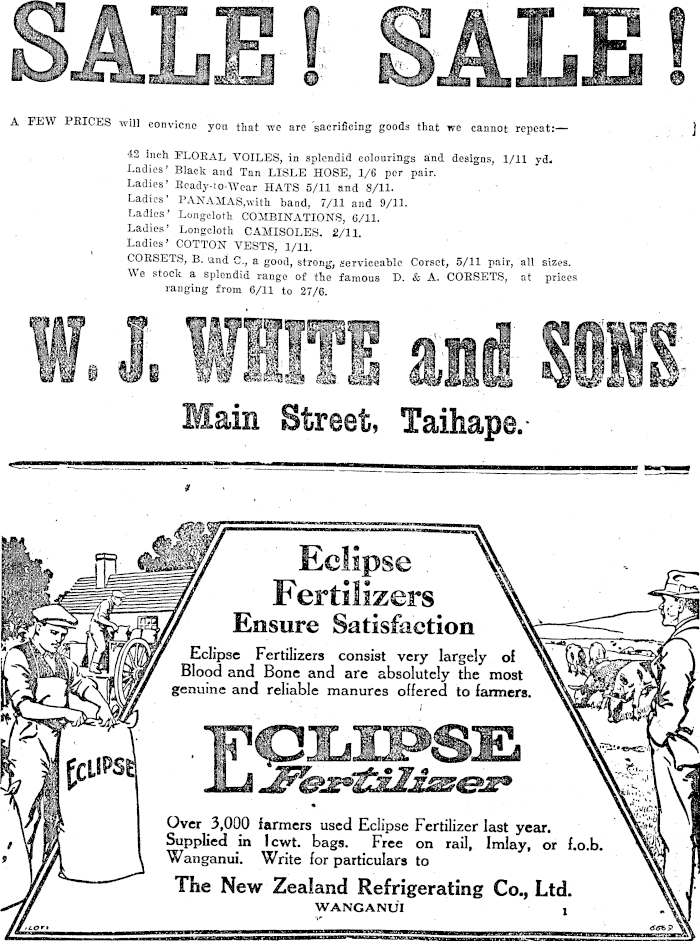 SALE! SALE!
A FEW PRICES will convicne you that we are sacrificing goods that we cannot repeat:—
42 inch FLORAL VOILES, in splendid colourings and designs, 1/11 yd.
Ladies' Black and Tan LISLE HOSE, 1/6 per pair.
Ladies' Ready-to-Wear HATS 5/11 and 8/11.
Ladies' PANAMAS,with band, 7/11 and 9/11.
Ladies' Longcloth COMBINATIONS, 6/11.
Ladies' Longcloth CAMISOLES. 2/11.
Ladies' COTTON VESTS, 1/11.
CORSETS, B. and C., a good, strong, serviceable Corset, 5/11 pair, all sizes.
We stock a splendid range of the famous D. & A. CORSETS, at prices
ranging from 6/11 to 27/6.
W. J. WHITE and SONS
Main Street, Taihape.
Eclipse
Fertilizers
Ensure Satisfaction
Eclipse Fertilizers consist very largely of
Blood and Bone and are absolutely the most
genuine and reliable manures offered to farmers.
ECLIPSE
ECLIPSE
Fertilizer
Over 3,000 farmers used Eclipse Fertilizer last year.
Supplied in 1cwt. bags. Free on rail, Imlay, or f.o.b.
Wanganui. Write for particulars to
The New Zealand Refrigerating Co., Ltd.
WANGANUI
1